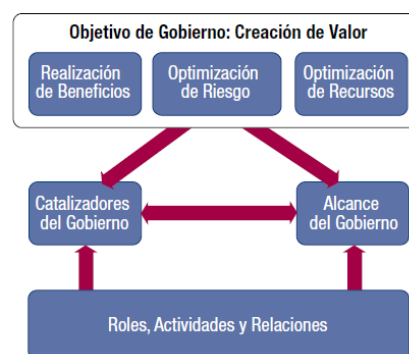 Objetivo de Gobierno: Creación de Valor
Realización
de Beneficios
Optimización
de Riesgo
Optimización
de Recursos
Catalizadores
del Gobierno
Alcance
del Gobierno
Roles, Actividades y Relaciones